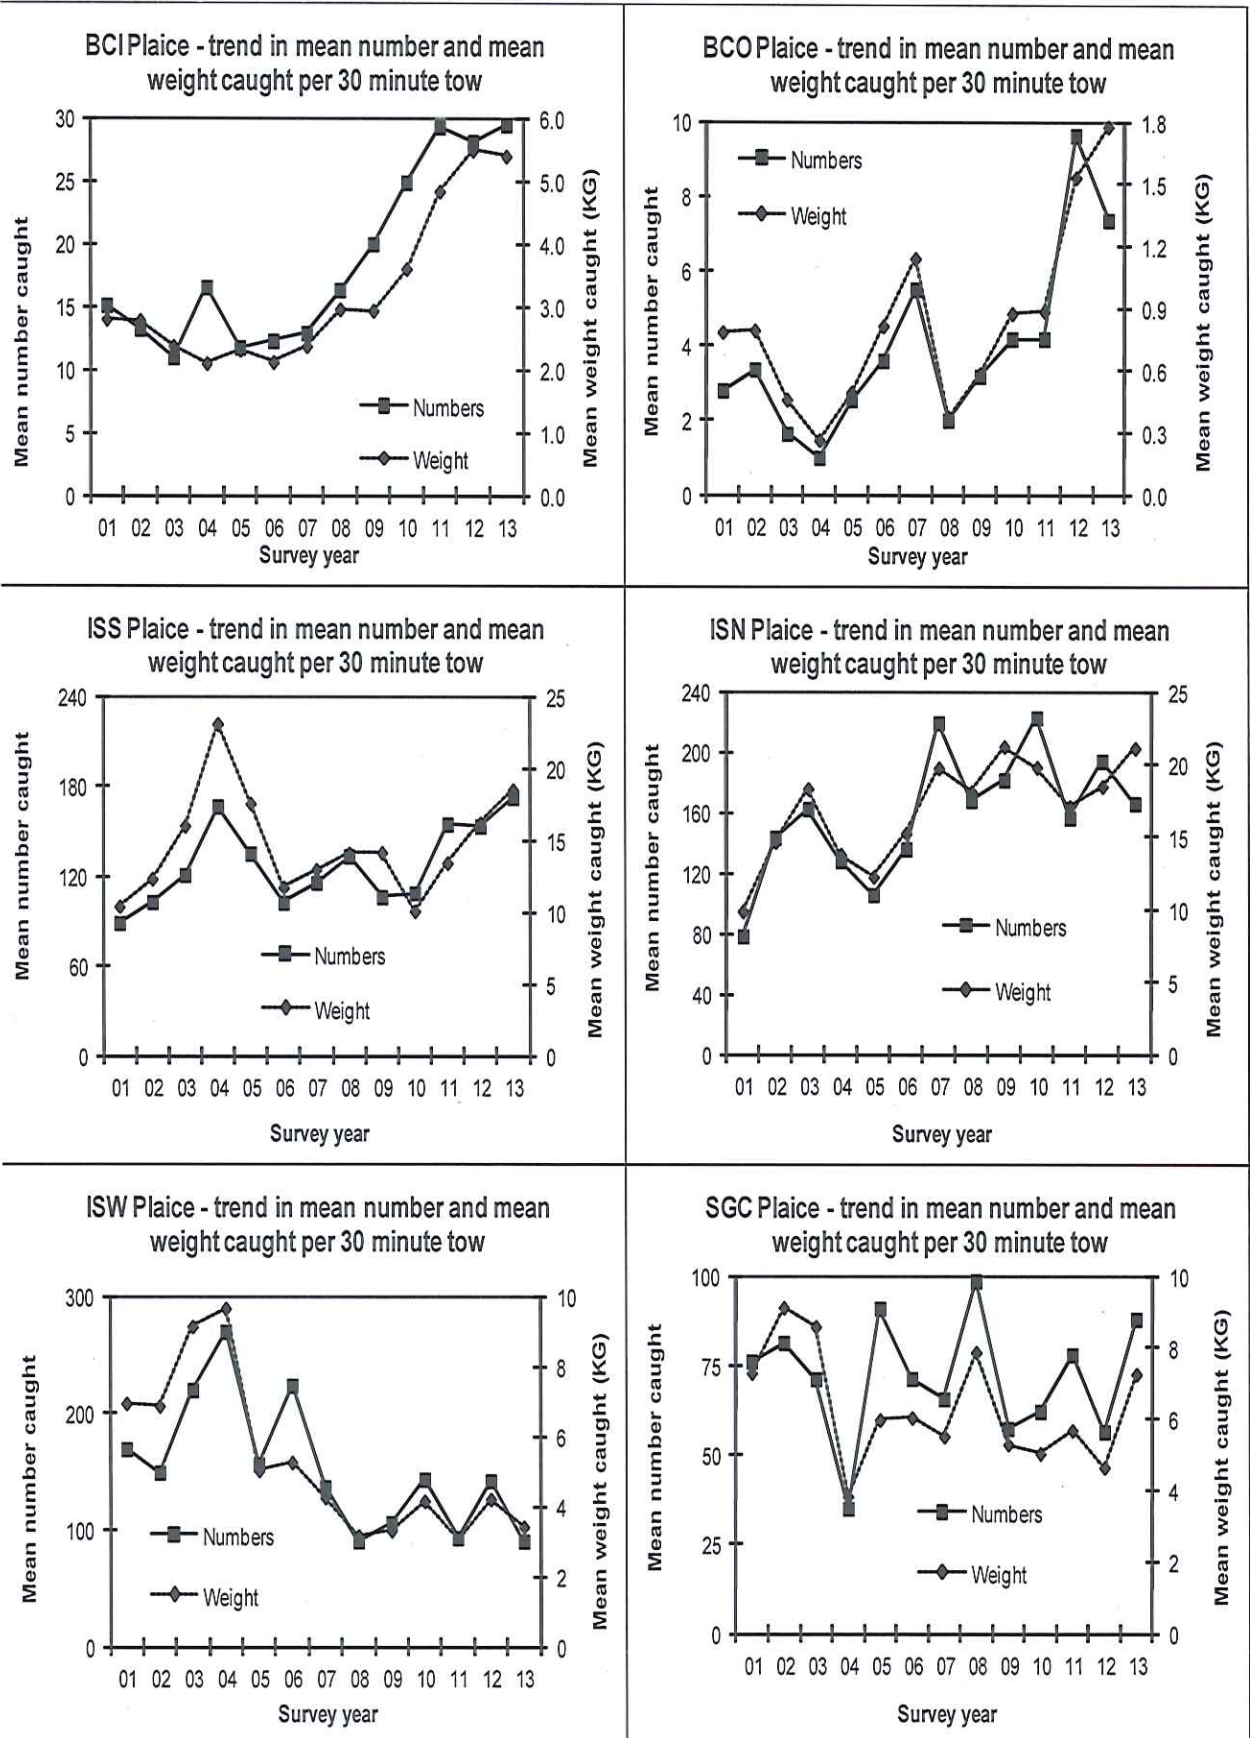 BCI Plaice - trend in mean number and mean
weight caught per 30 minute tow
30
25
20
15
10
5
0
6.0
5.0
4.0
3.0
2.0
1.0
0.0
Mean number caught
Mean weight caught (KG)
Numbers
Weight
01 02 03 04 05 06 07 08 09 10 11 12 13
Survey year
BCO Plaice - trend in mean number and mean
weight caught per 30 minute tow
10
8
6
4
2
0
1.8
1.5
1.2
0.9
0.6
0.3
0.0
Mean number caught
Mean weight caught (KG)
Numbers
Weight
01 02 03 04 05 06 07 08 09 10 11 12 13
Survey year
ISS Plaice - trend in mean number and mean
weight caught per 30 minute tow
240
180
120
60
0
25
20
15
10
5
0
Mean number caught
Mean weight caught (KG)
Numbers
Weight
01 02 03 04 05 06 07 08 09 10 11 12 13
Survey year
ISN Plaice - trend in mean number and mean
weight caught per 30 minute tow
240
200
160
120
80
40
0
25
20
15
10
5
0
Mean number caught
Mean weight caught (KG)
Numbers
Weight
01 02 03 04 05 06 07 08 09 10 11 12 13
Survey year
ISW Plaice - trend in mean number and mean
weight caught per 30 minute tow
300
200
100
0
10
8
6
4
2
0
Mean number caught
Mean weight caught (KG)
Numbers
Weight
01 02 03 04 05 06 07 08 09 10 11 12 13
Survey year
SGC Plaice - trend in mean number and mean
weight caught per 30 minute tow
100
75
50
25
0
10
8
6
4
2
0
Mean number caught
Mean weight caught (KG)
Numbers
Weight
01 02 03 04 05 06 07 08 09 10 11 12 13
Survey year